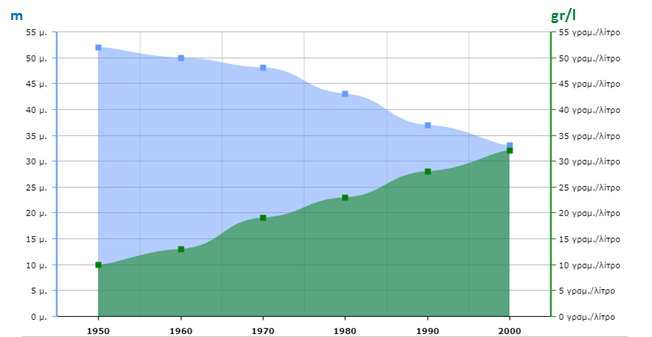 m gr/l
55 μ. 55 γραμ./λίτρο
50 μ. 50 γραμ./λίτρο
45 μ. 45 γραμ./λίτρο
40 μ. 40 γραμ./λίτρο
35 μ. 35 γραμ./λίτρο
30 μ. 30 γραμ./λίτρο
25 μ. 25 γραμ./λίτρο
20 μ. 20 γραμ./λίτρο
15 μ. 15 γραμ./λίτρο
10 μ. 10 γραμ./λίτρο
5 μ. 5 γραμ./λίτρο
0 μ. 0 γραμ./λίτρο
1950 1960 1970 1980 1990 2000